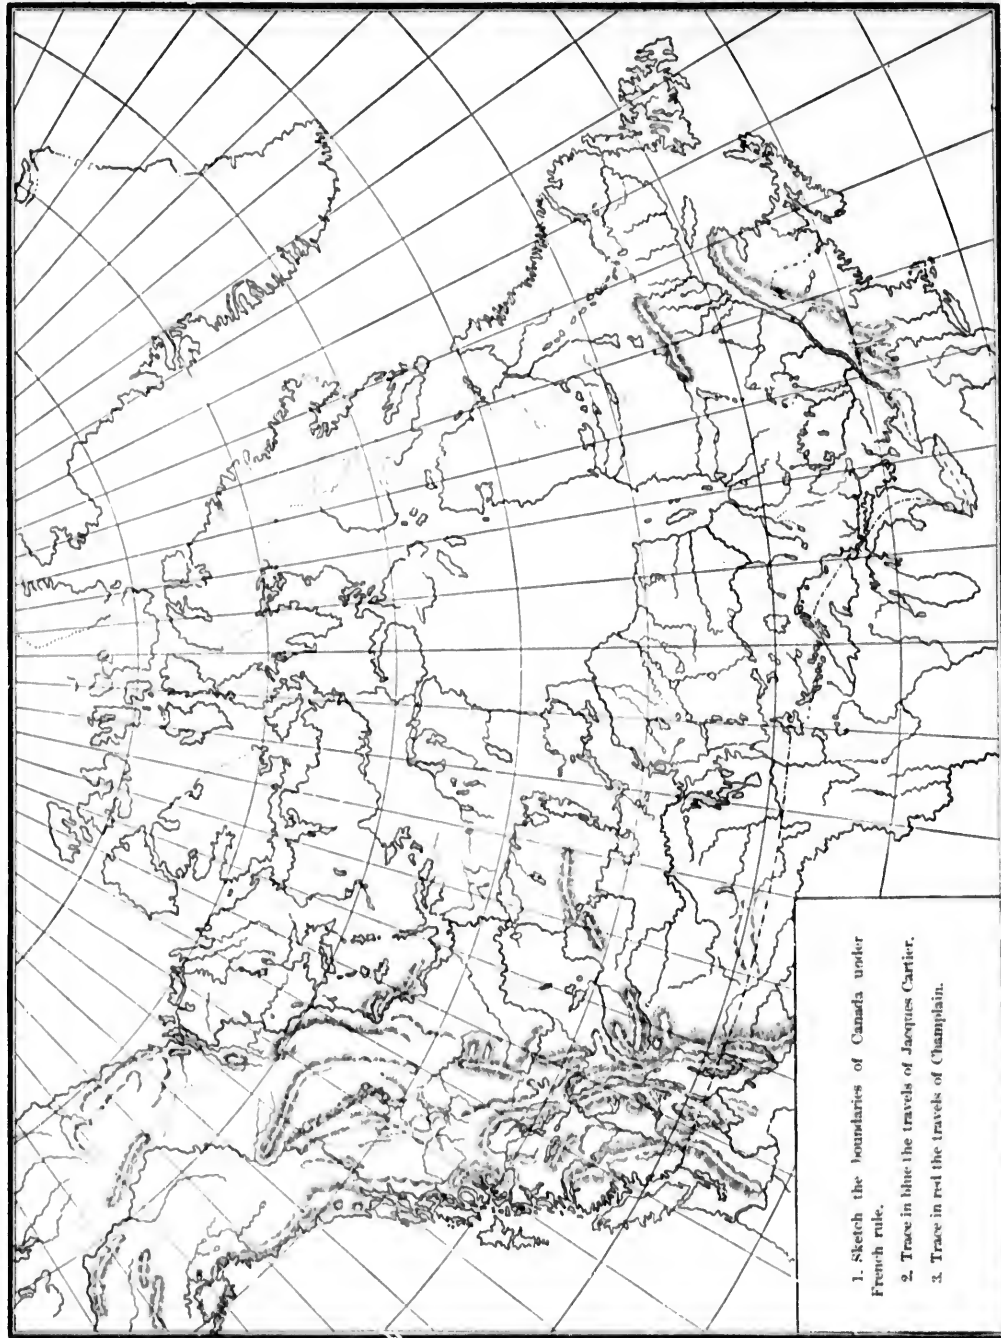 1. Sketch the boundaries of Canada under
French rule.
2. Trace in blue the travels of Jacques Cartier.
3. Trace in red the travels of Champlain.